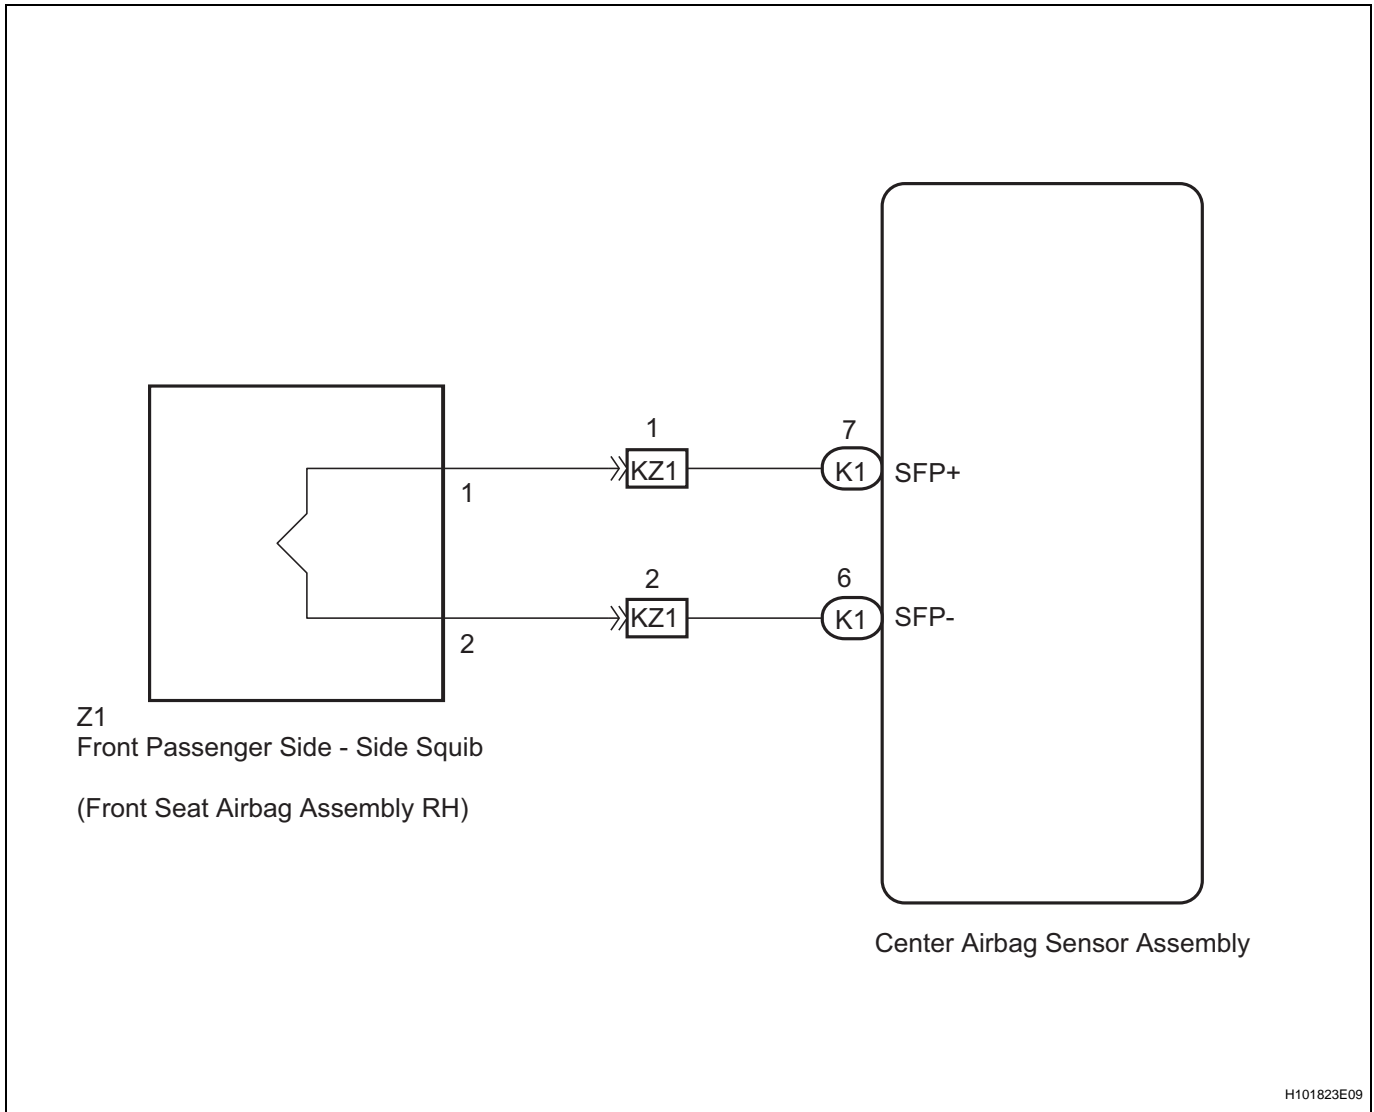 1
7
KZ1
K1
SFP+
1
2
6
KZ1
K1
SFP-
2
Z1
Front Passenger Side - Side Squib
(Front Seat Airbag Assembly RH)
Center Airbag Sensor Assembly
H101823E09